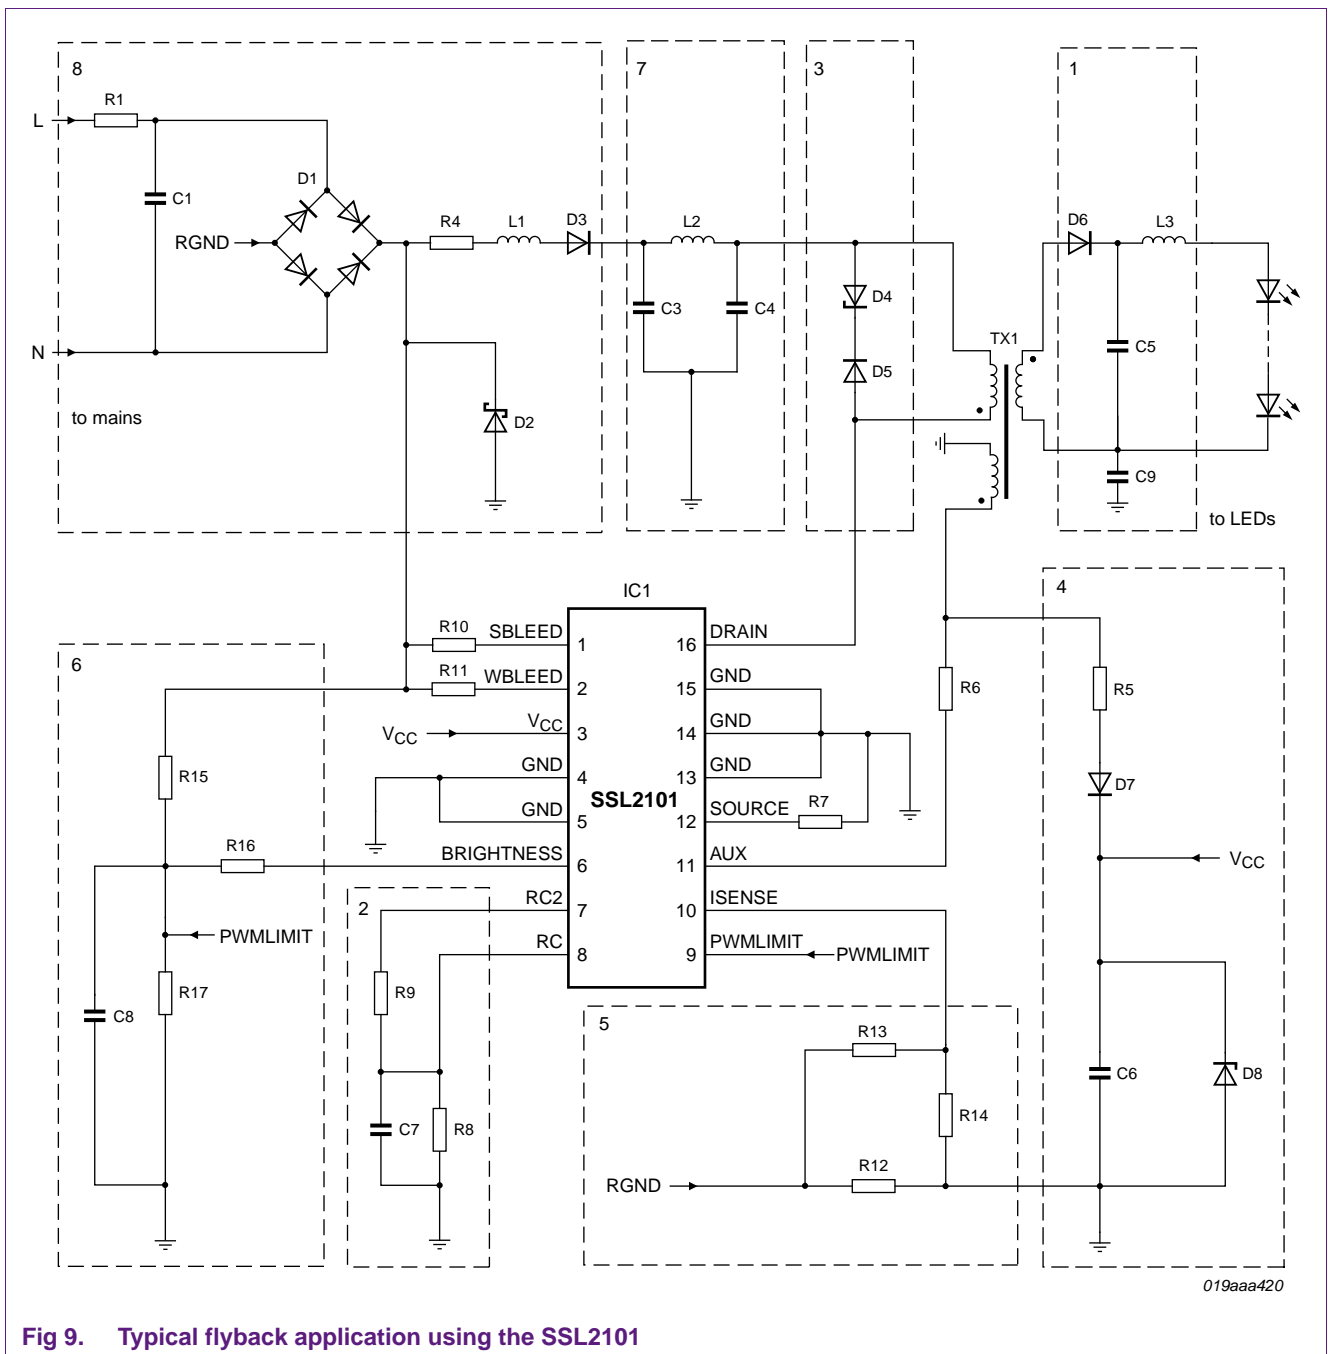 8
7
3
1
R1
L
C1
D1
RGND
R4
L1
D3
L2
D6
L3
C3
C4
D4
D5
TX1
C5
N
to mains
D2
C9
to LEDs
IC1
4
6
R10
SBLEED
1
16
DRAIN
R11
WBLEED
2
15
GND
R6
R5
VCC
VCC
3
14
GND
R15
GND
4
13
GND
D7
SSL2101
GND
5
12
SOURCE
R7
R16
BRIGHTNESS
6
11
AUX
VCC
2
RC2
7
10
ISENSE
PWMLIMIT
RC
8
9
PWMLIMIT
PWMLIMIT
R17
R9
C8
5
R13
C6
D8
C7
R8
R14
R12
RGND
019aaa420
Fig 9. Typical flyback application using the SSL2101